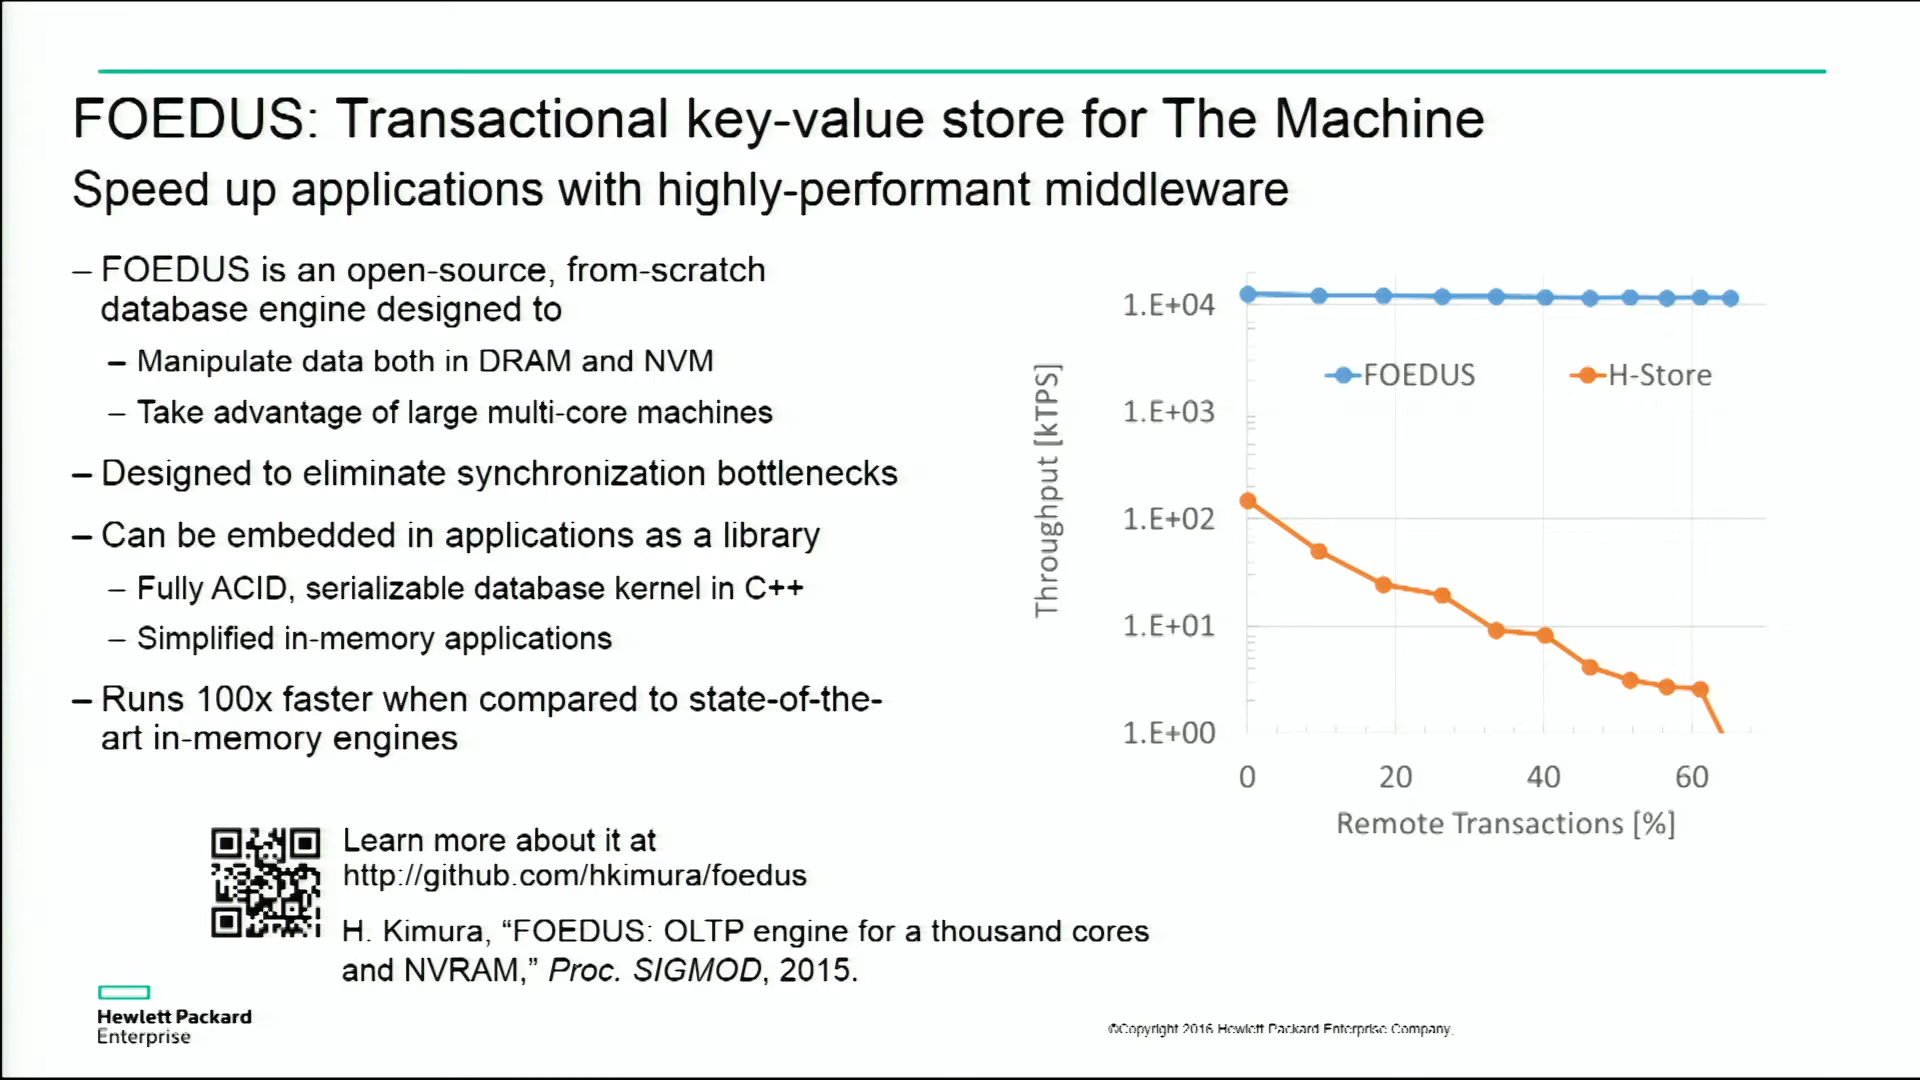 FOEDUS: Transactional key-value store for The Machine
Speed up applications with highly-performant middleware
– FOEDUS is an open-source, from-scratch
database engine designed to
– Manipulate data both in DRAM and NVM
– Take advantage of large multi-core machines
– Designed to eliminate synchronization bottlenecks
– Can be embedded in applications as a library
– Fully ACID, serializable database kernel in C++
– Simplified in-memory applications
– Runs 100x faster when compared to state-of-the-
art in-memory engines
Throughput [kTPS]
1.E+04
1.E+03
1.E+02
1.E+01
1.E+00
FOEDUS
H-Store
0 20 40 60
Remote Transactions [%]
Learn more about it at
http://github.com/hkimura/foedus
H. Kimura, “FOEDUS: OLTP engine for a thousand cores
and NVRAM,” Proc. SIGMOD, 2015.
Hewlett Packard
Enterprise
©Copyright 2016 Hewlett Packard Enterprise Company.